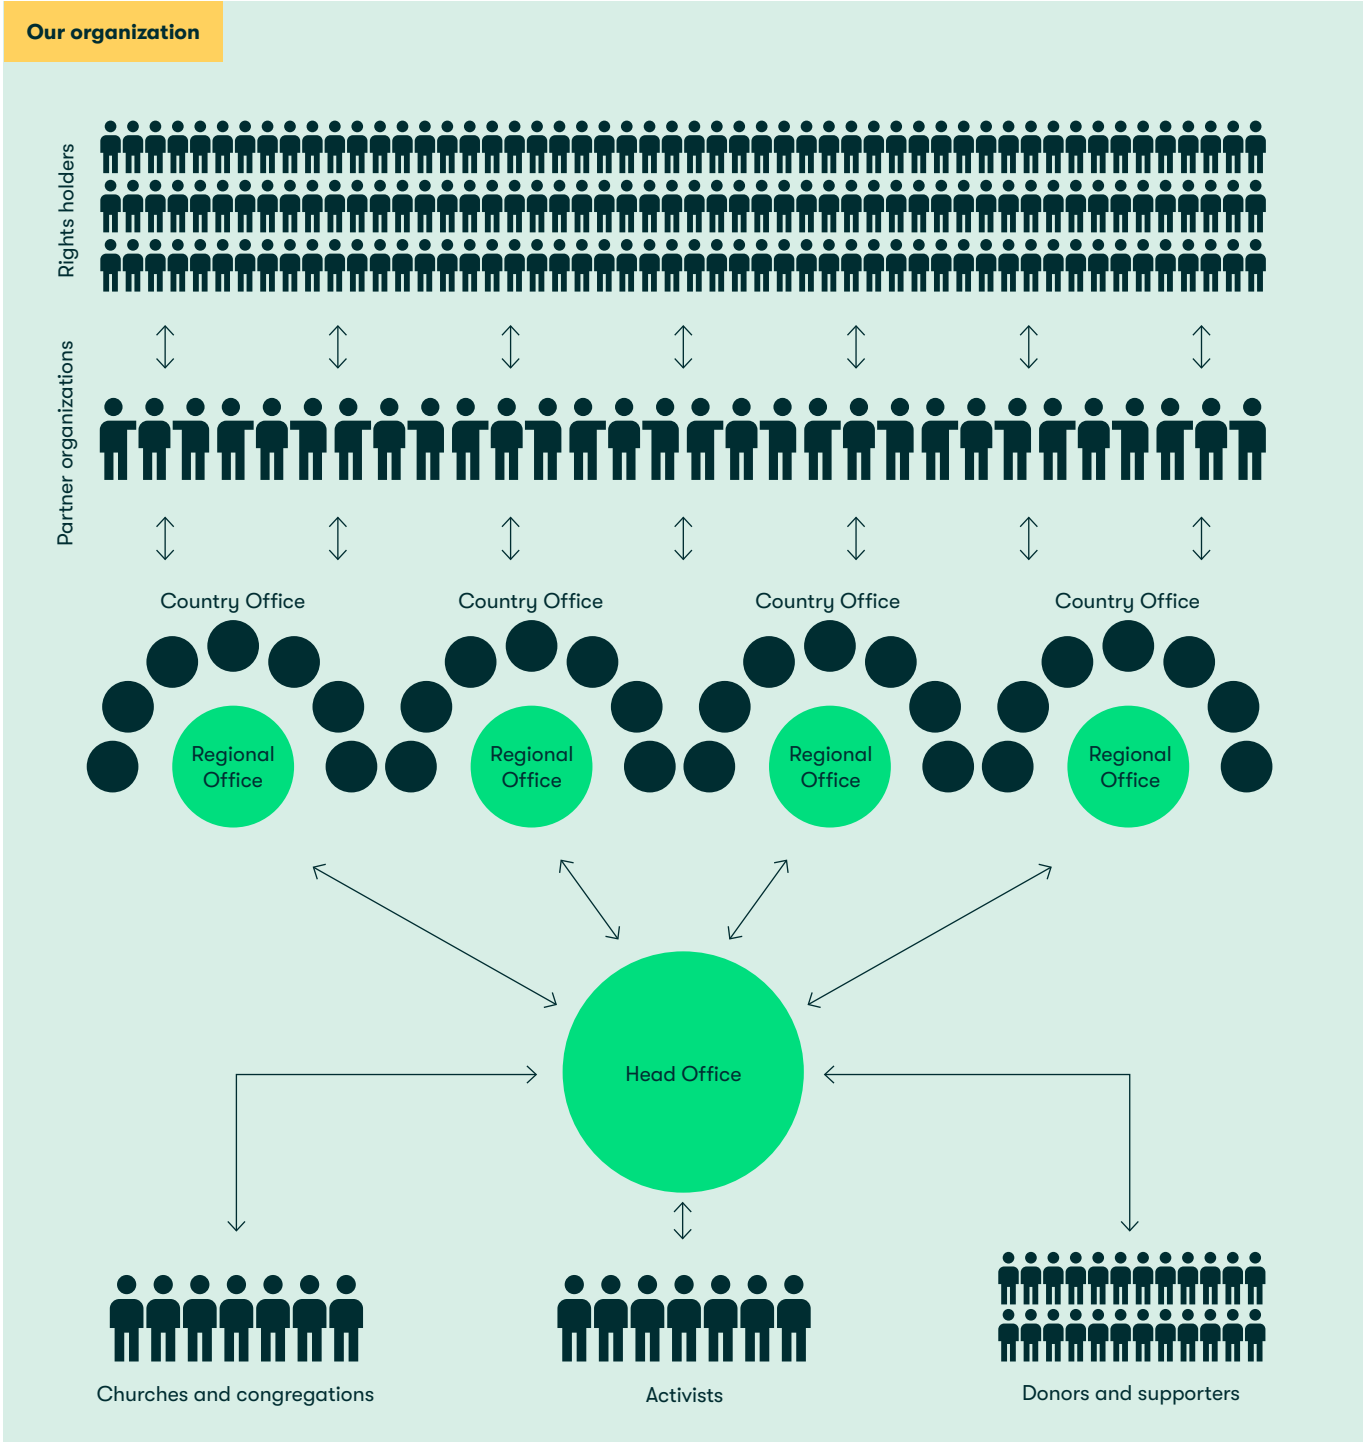 Our organization
Rights holders
Partner organizations
Country Office
Country Office
Country Office
Country Office
Regional
Office
Regional
Office
Regional
Office
Regional
Office
Head Office
Churches and congregations
Activists
Donors and supporters